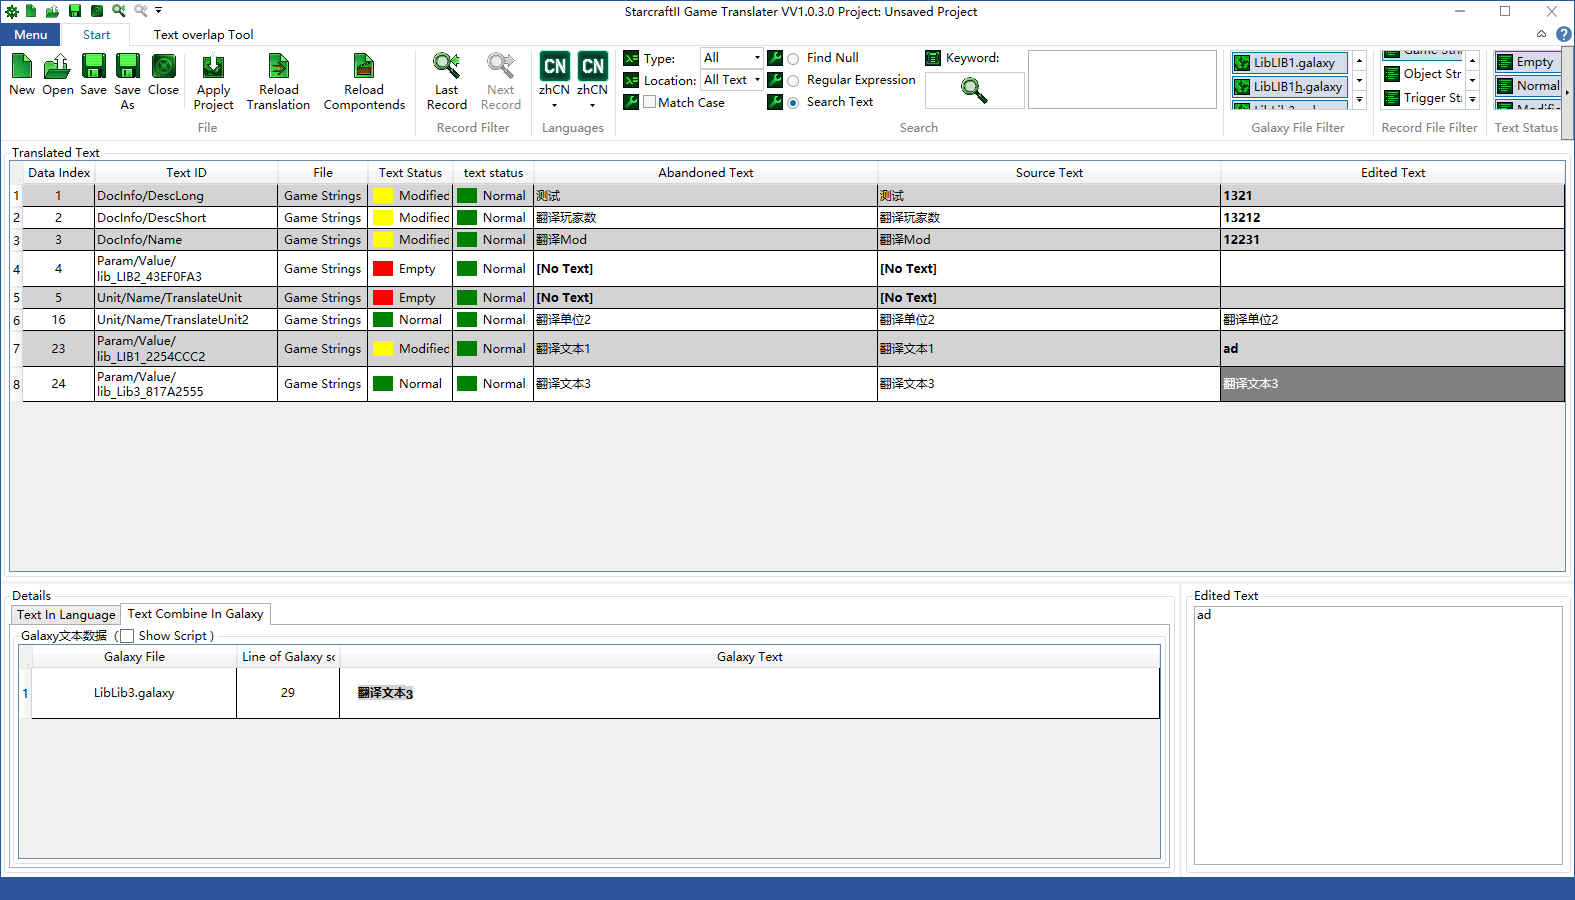 StarcraftII Game Translater VV1.0.3.0 Project: Unsaved Project
Menu Start Text overlap Tool
New Open Save Save As Close Apply Project Reload Translation Reload Compontends
File
Last Record Next Record
Record Filter
CN CN
zhCN zhCN
Languages
Type: All Find Null Keyword:
Location: All Text Regular Expression
Match Case Search Text
Search
LibLIB1.galaxy
LibLIB1h.galaxy
Galaxy File Filter
Object Str
Trigger St
Record File Filter
Empty
Normal
Text Status
Translated Text
Data Index Text ID File Text Status text status Abandoned Text Source Text Edited Text
1 1 DocInfo/DescLong Game Strings Modified Normal 测试 测试 1321
2 2 DocInfo/DescShort Game Strings Modified Normal 翻译玩家数 翻译玩家数 13212
3 3 DocInfo/Name Game Strings Modified Normal 翻译Mod 翻译Mod 12231
4 4 Param/Value/lib_LIB2_43EF0FA3 Game Strings Empty Normal [No Text] [No Text]
5 5 Unit/Name/TranslateUnit Game Strings Empty Normal [No Text] [No Text]
6 16 Unit/Name/TranslateUnit2 Game Strings Normal Normal 翻译单位2 翻译单位2 翻译单位2
7 23 Param/Value/lib_LIB1_2254CCC2 Game Strings Modified Normal 翻译文本1 翻译文本1 ad
8 24 Param/Value/lib_Lib3_817A2555 Game Strings Normal Normal 翻译文本3 翻译文本3 翻译文本3
Details
Text In Language Text Combine In Galaxy
Galaxy文本数据 ( Show Script )
Galaxy File Line of Galaxy sc Galaxy Text
1 LibLib3.galaxy 29 翻译文本3
Edited Text
ad